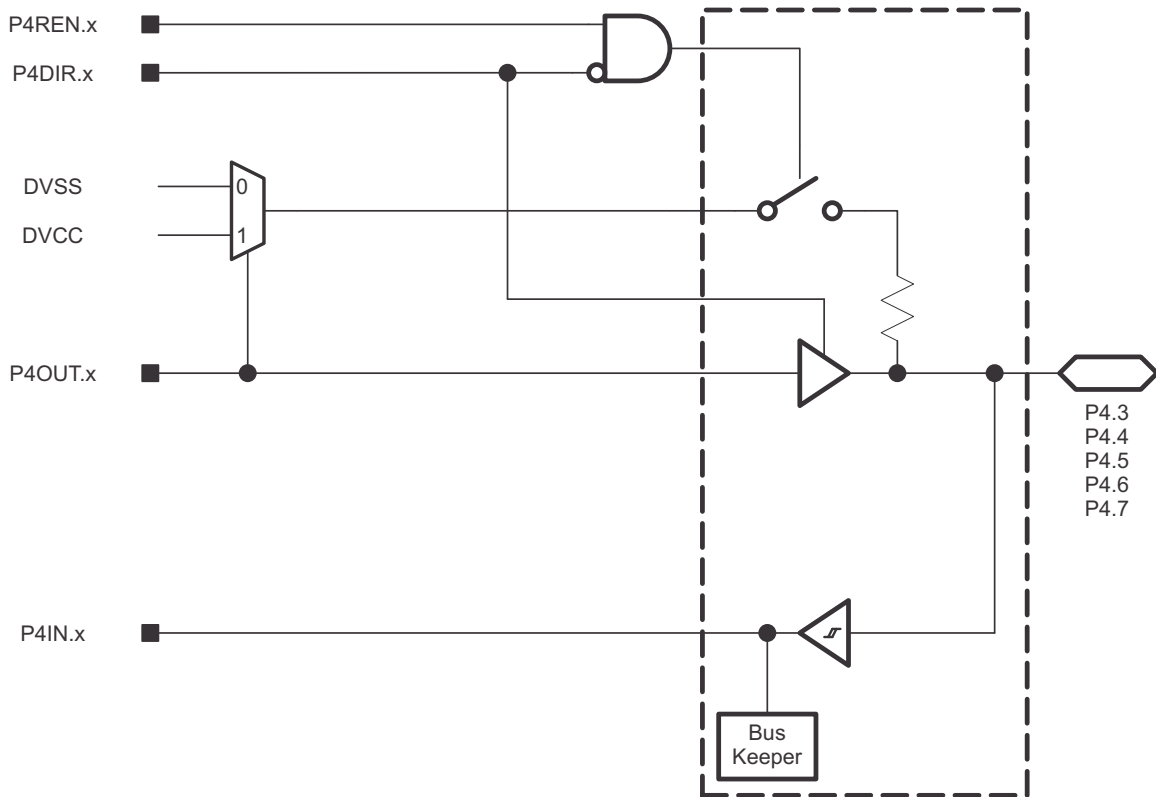 P4REN.x
P4DIR.x
DVSS
0
DVCC
1
P4OUT.x
P4.3
P4.4
P4.5
P4.6
P4.7
P4IN.x
Bus
Keeper